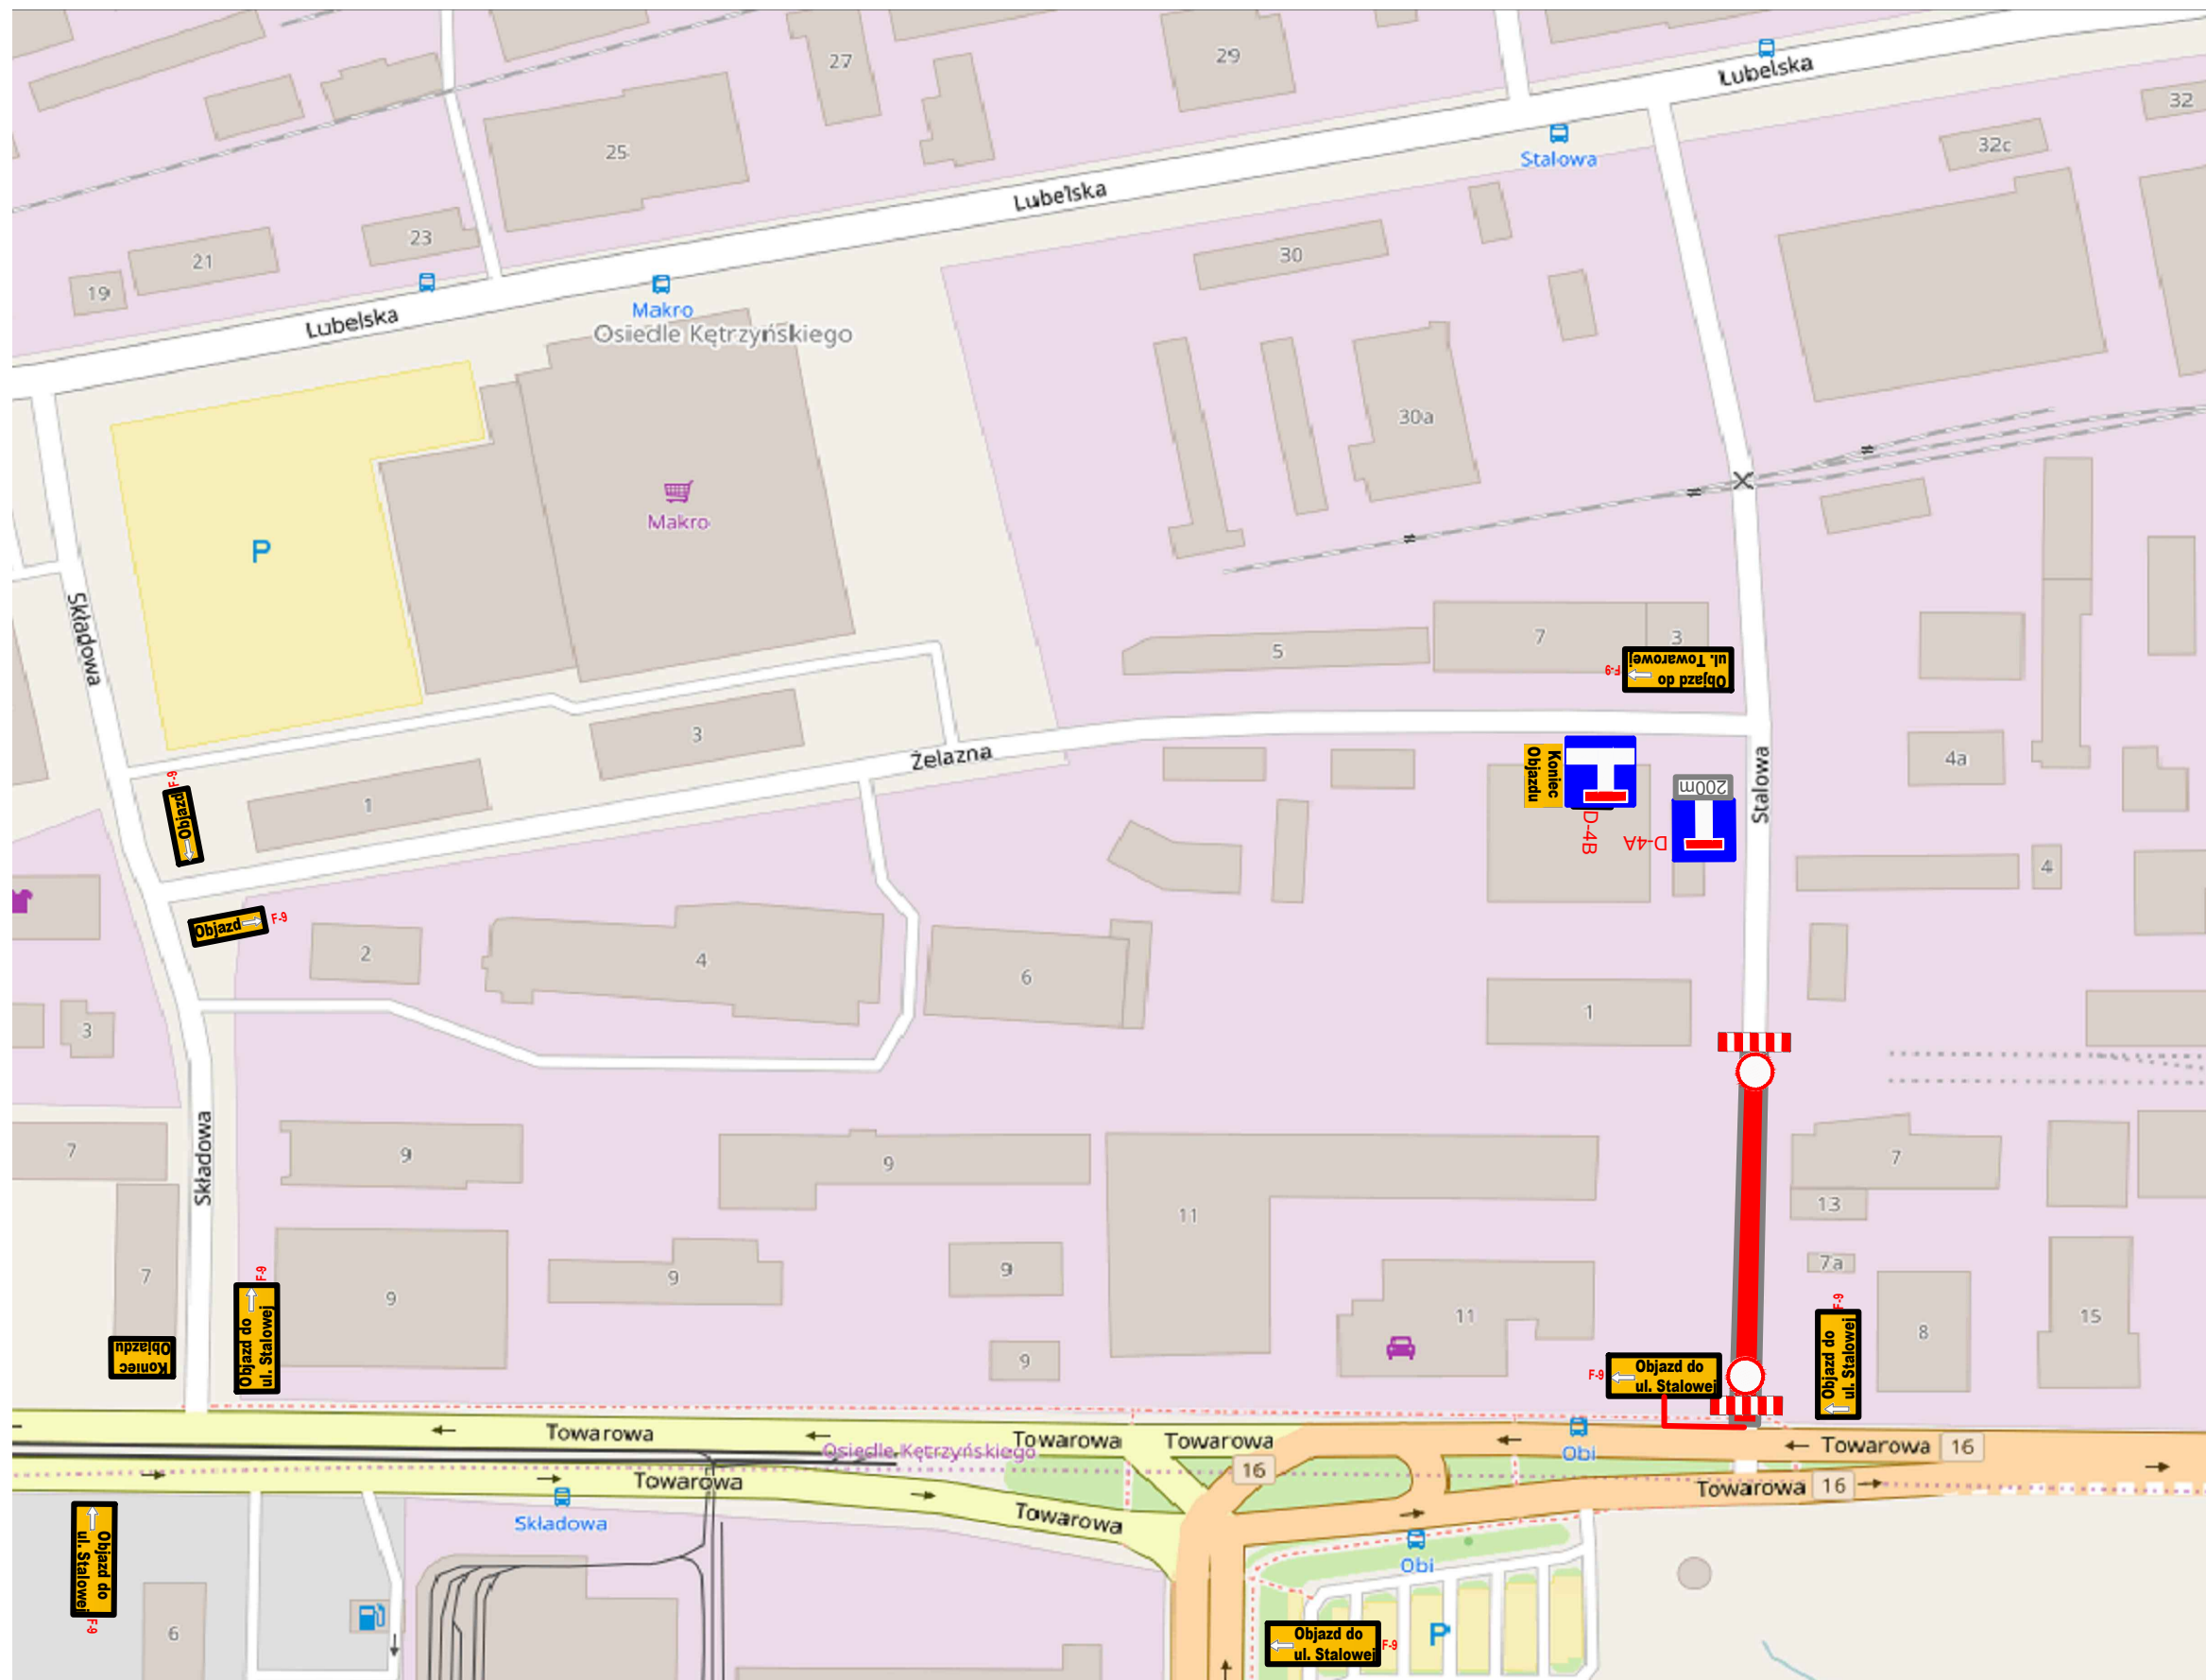 27
29
Lubelska
32
Stalowa
32c
25
Lubelska
21
23
30
19
Makro
Lubelska
Osiedle Kętrzyńskiego
30a
Makro
P
Składowa
5
7
3
ul. Towarowej
Objazd do
F-9
3
Żelazna
Koniec
Objazdu
200m
Stalowa
4a
F-9
Objazd
1
D-4B
D-4A
4
Objazd
F-9
2
4
6
1
3
7
9
9
11
7
13
Składowa
7
F-9
Objazd do
ul. Stalowej
9
9
9
7a
F-9
Objazd do
ul. Stalowej
8
15
11
Koniec
Objazdu
9
F-9
Objazd do
ul. Stalowej
Towarowa
Osiedle Kętrzyńskiego
Towarowa
Towarowa
Obi
Towarowa
16
16
Towarowa
Towarowa
16
Składowa
Towarowa
Obi
Objazd do
ul. Stalowej
F-9
6
Objazd do
ul. Stalowej
F-9
P